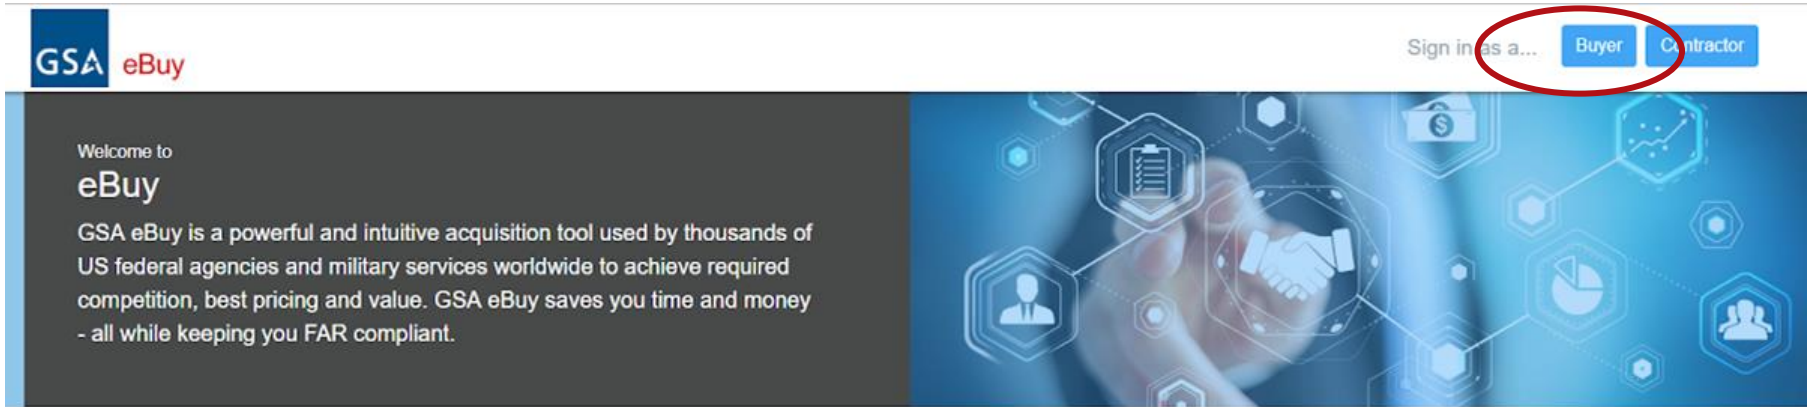 GSA eBuy
Sign in as a... Buyer Contractor
Welcome to
eBuy
GSA eBuy is a powerful and intuitive acquisition tool used by thousands of
US federal agencies and military services worldwide to achieve required
competition, best pricing and value. GSA eBuy saves you time and money
- all while keeping you FAR compliant.